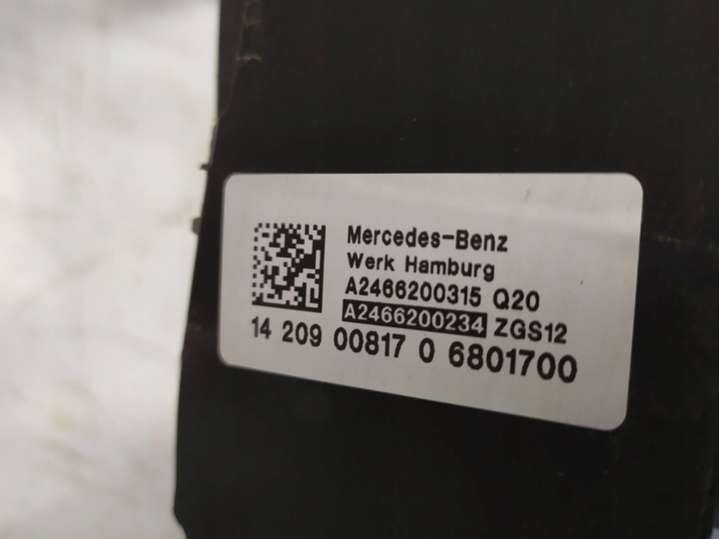 Mercedes-Benz
Werk Hamburg
A2466200315 Q20
A2466200234 ZGS12
14 209 00817 0 6801700